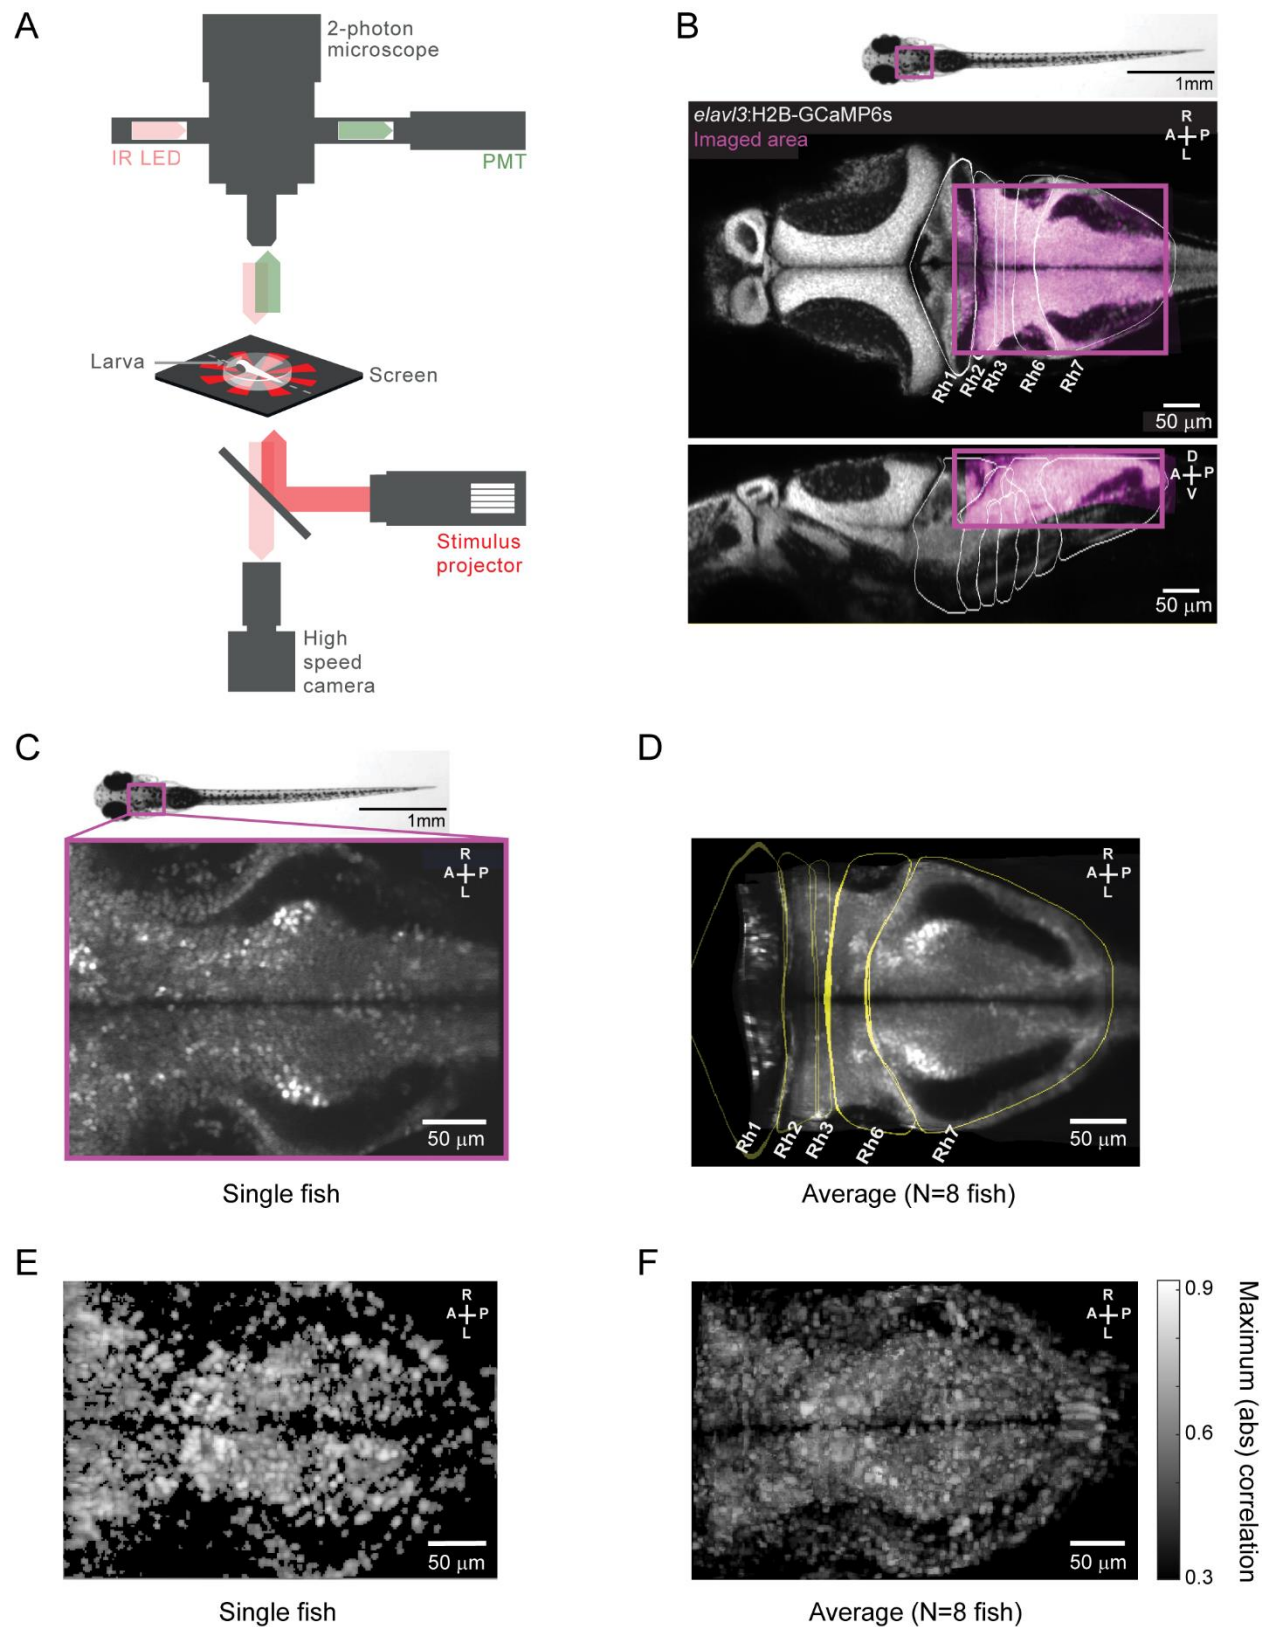 A
2-photon
microscope
IR LED
PMT
Larva
Screen
Stimulus
projector
High
speed
camera
B
1mm
elavl3:H2B-GCaMP6s
Imaged area
R
A P
L
Rh1
Rh2
Rh3
Rh6
Rh7
50 μm
D
A P
V
50 μm
C
1mm
R
A P
L
50 μm
Single fish
D
R
A P
L
Rh1
Rh2
Rh3
Rh6
Rh7
50 μm
Average (N=8 fish)
E
R
A P
L
50 μm
Single fish
F
R
A P
L
50 μm
Average (N=8 fish)
0.9
0.6
0.3
Maximum (abs) correlation